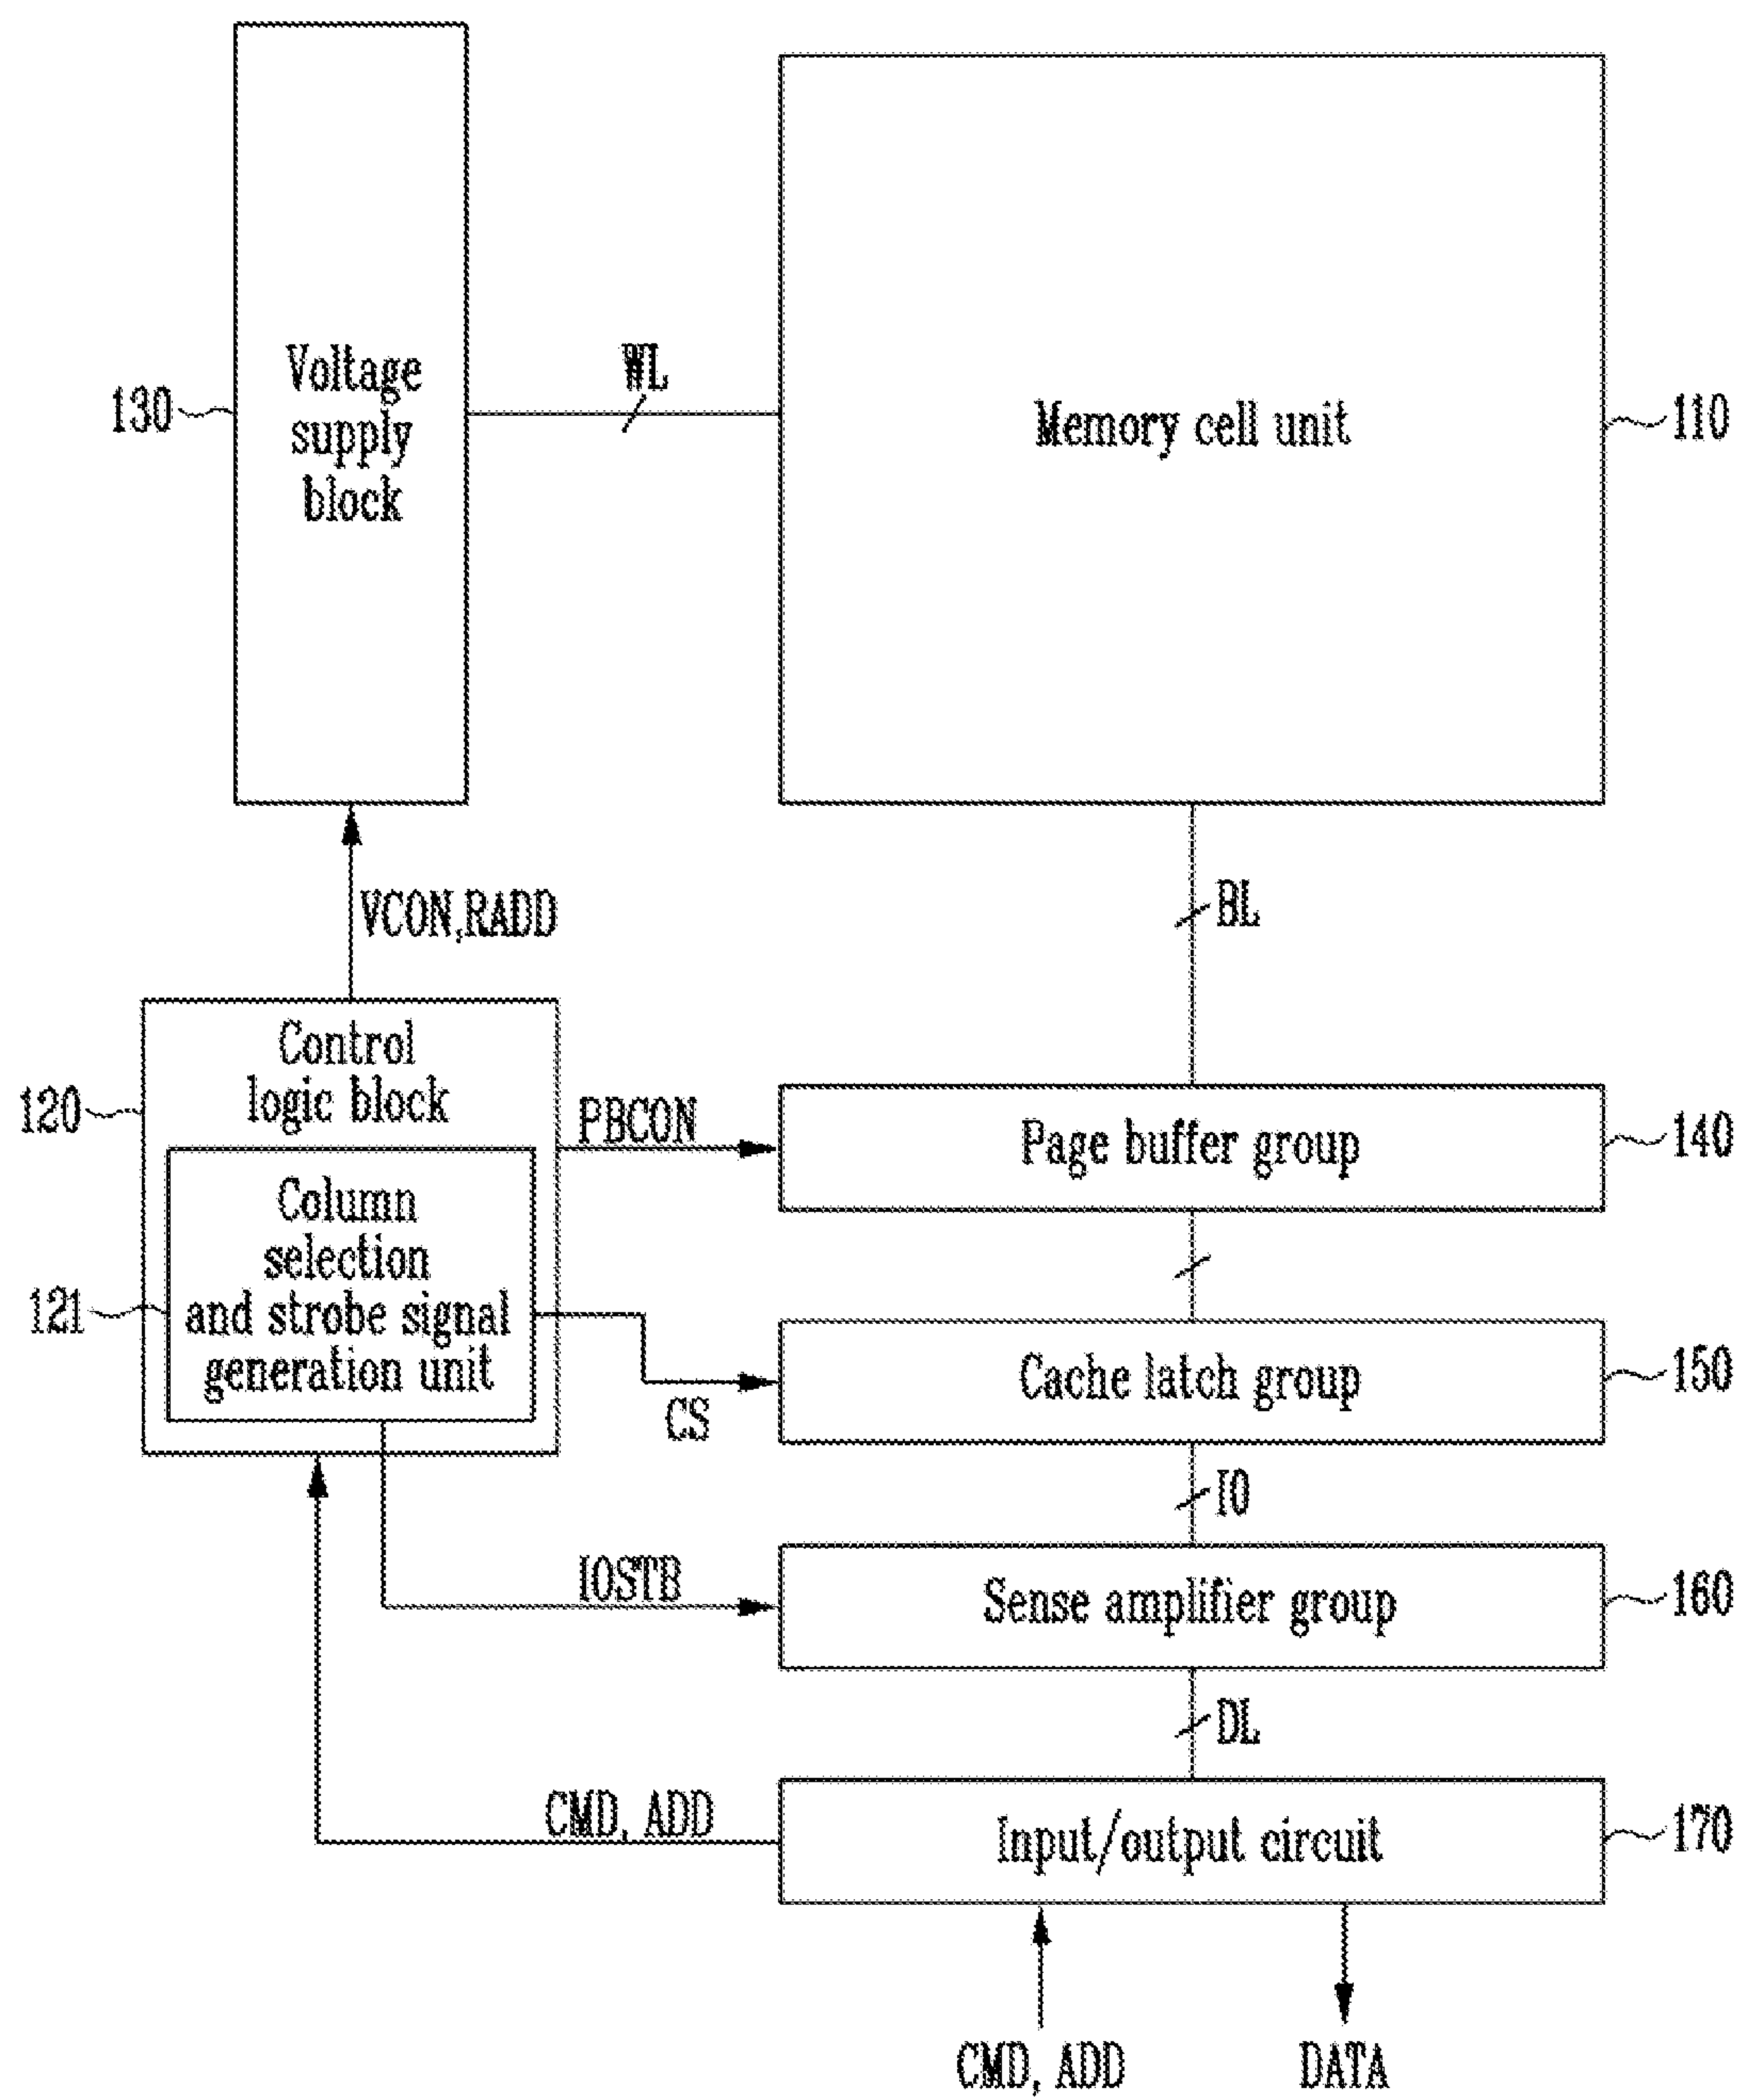 Voltage
supply
block
130
WL
Memory cell unit
110
VCON,RADD
BL
Control
logic block
120
PBCON
Page buffer group
140
Column
selection
and strobe signal
generation unit
121
CS
Cache latch group
150
IO
IOSTB
Sense amplifier group
160
DL
CMD, ADD
Input/output circuit
170
CMD, ADD
DATA